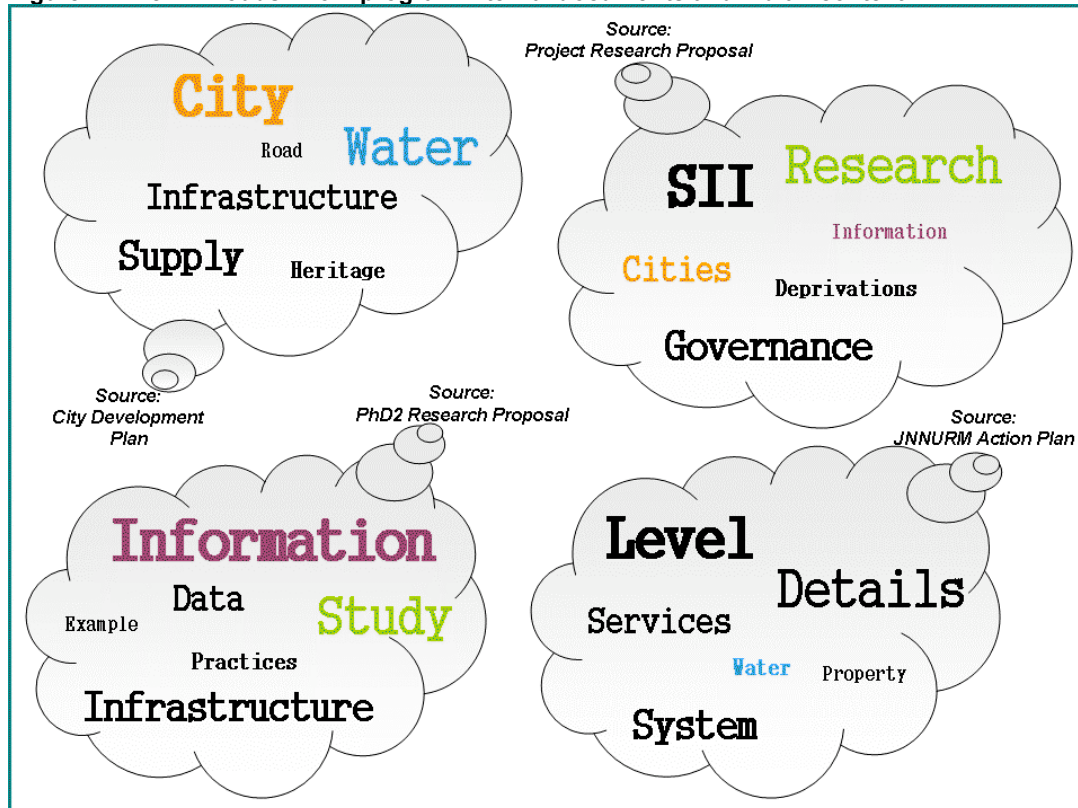 City
Water
Road
Infrastructure
Supply
Heritage
Source:
City Development
Plan
Source:
Project Research Proposal
SII
Research
Information
Cities
Deprivations
Governance
Source:
PhD2 Research Proposal
Information
Data
Study
Example
Practices
Infrastructure
Source:
JNNURM Action Plan
Level
Details
Services
Water
Property
System